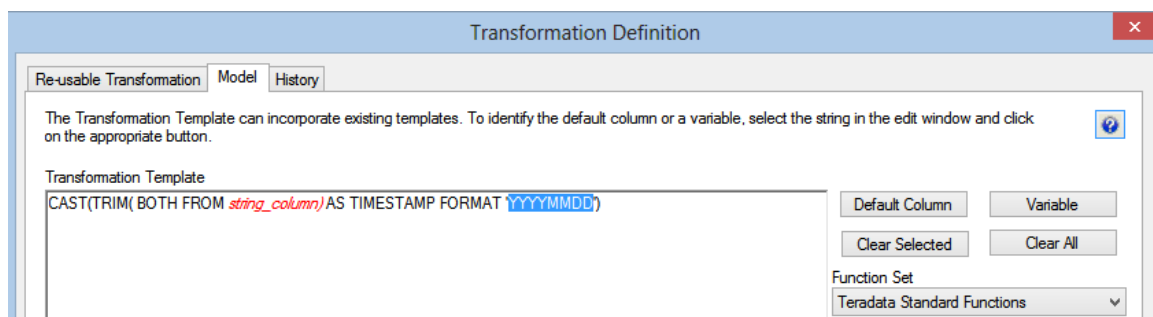 Transformation Definition
Re-usable Transformation Model History
The Transformation Template can incorporate existing templates. To identify the default column or a variable, select the string in the edit window and click
on the appropriate button.
Transformation Template
CAST(TRIM( BOTH FROM string_column) AS TIMESTAMP FORMAT 'YYYYMMDD')
Default Column Variable
Clear Selected Clear All
Function Set
Teradata Standard Functions